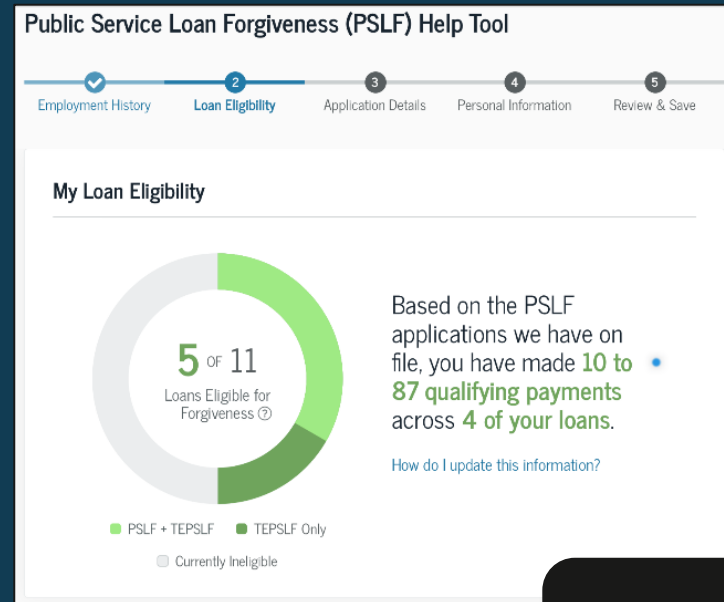 Public Service Loan Forgiveness (PSLF) Help Tool
2 3 4 5
Employment History Loan Eligibility Application Details Personal Information Review & Save
My Loan Eligibility
5 OF 11
Loans Eligible for
Forgiveness ?
Based on the PSLF
applications we have on
file, you have made 10 to
87 qualifying payments
across 4 of your loans.
How do I update this information?
PSLF + TEPSLF TEPSLF Only
Currently Ineligible